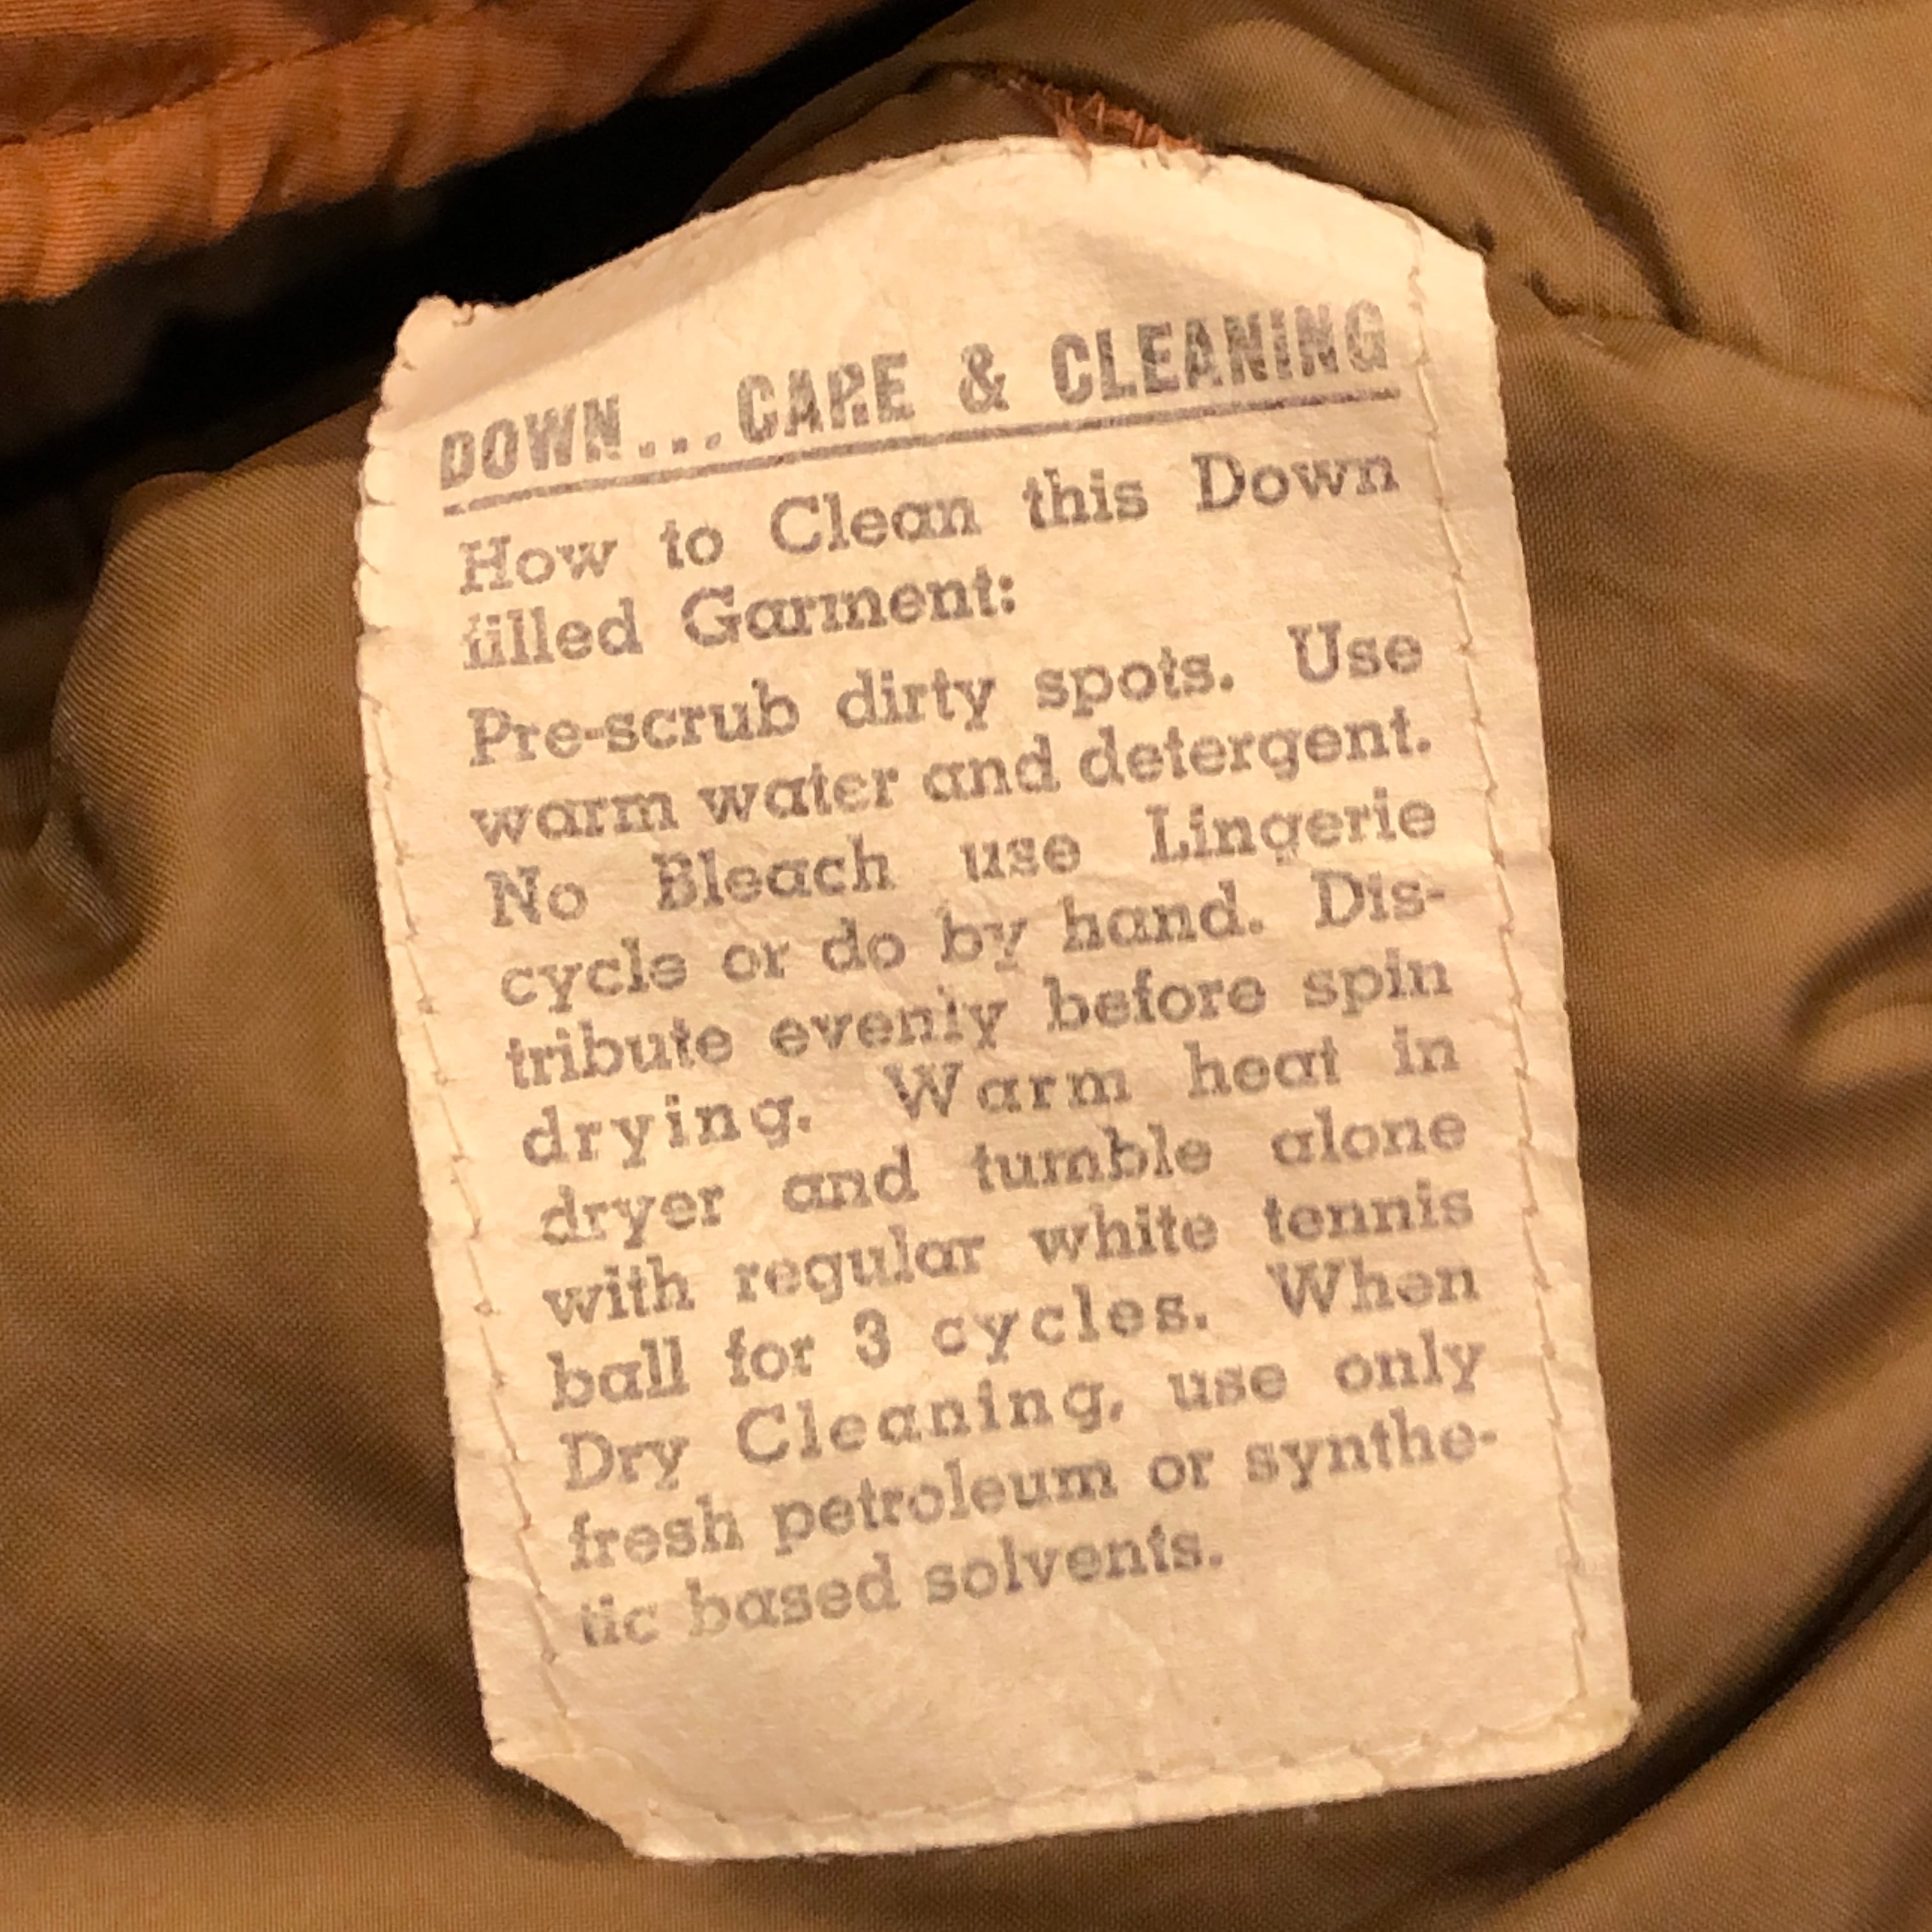 DOWN...CARE & CLEANING
How to Clean this Down
filled Garment:
Pre-scrub dirty spots. Use
warm water and detergent.
No Bleach use Lingerie
cycle or do by hand. Dis-
tribute evenly before spin
drying. Warm heat in
dryer and tumble alone
with regular white tennis
ball for 3 cycles. When
Dry Cleaning, use only
fresh petroleum or synthe-
tic based solvents.